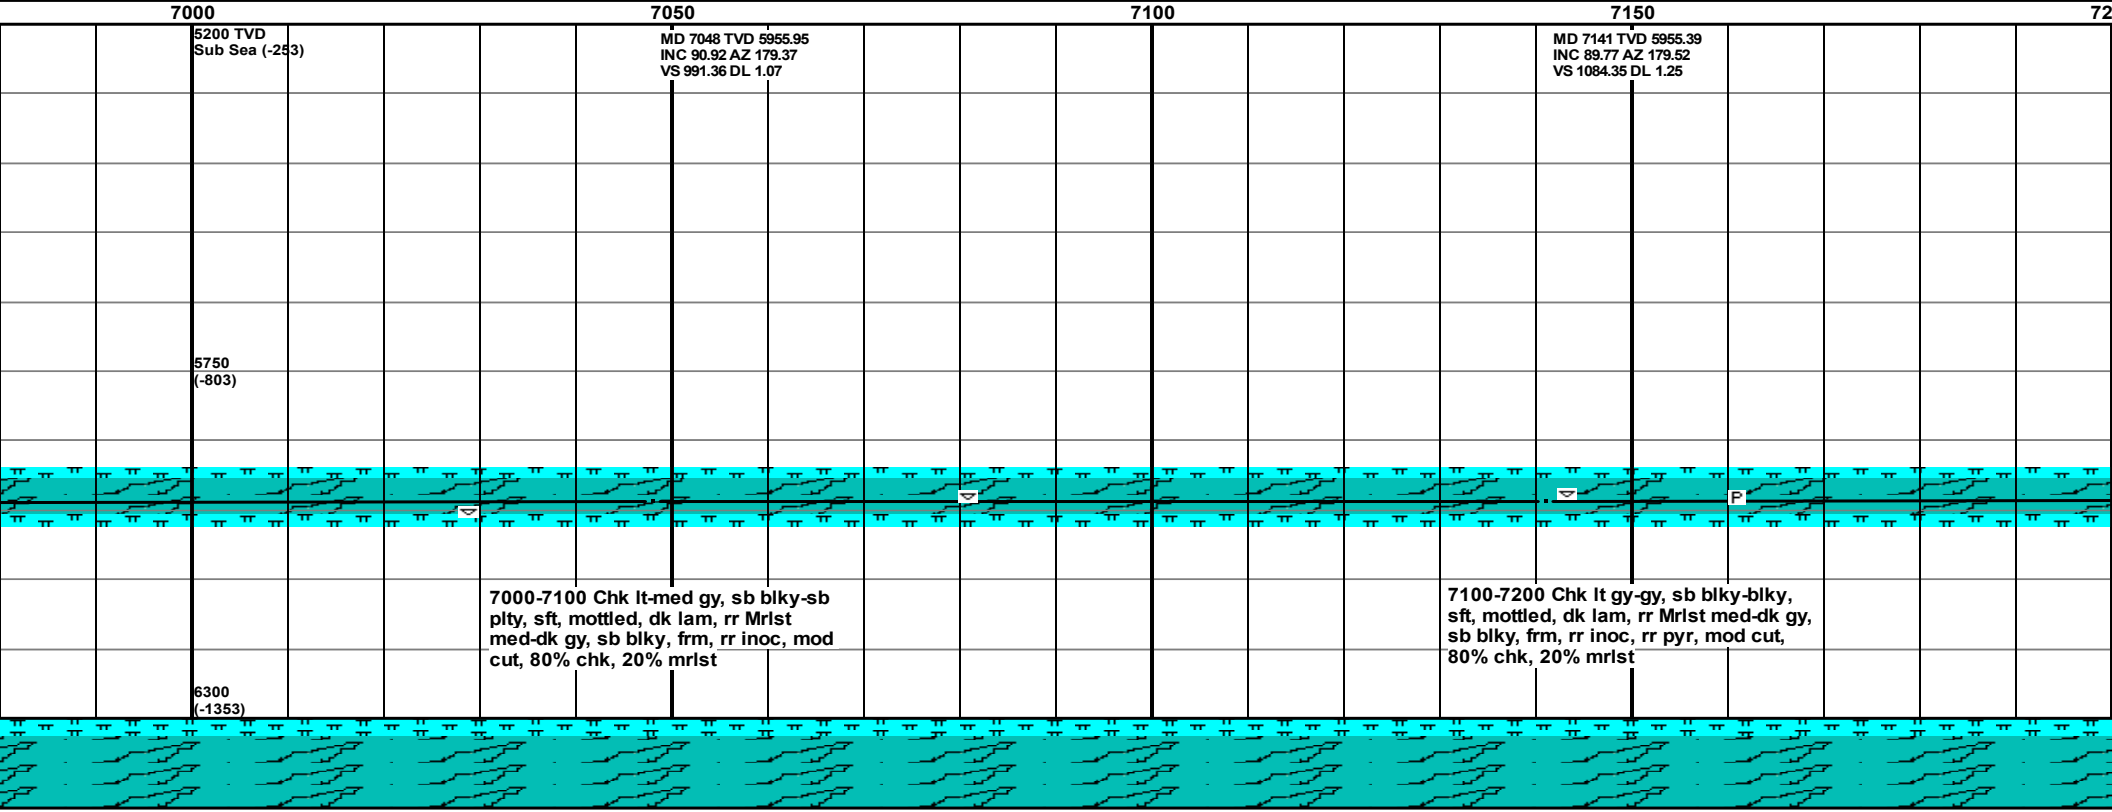 7000 7050 7100 7150 72
5200 TVD
Sub Sea (-253)
MD 7048 TVD 5955.95
INC 90.92 AZ 179.37
VS 991.36 DL 1.07
MD 7141 TVD 5955.39
INC 89.77 AZ 179.52
VS 1084.35 DL 1.25
5750
(-803)
P
7000-7100 Chk lt-med gy, sb blky-sb
plty, sft, mottled, dk lam, rr Mrlst
med-dk gy, sb blky, frm, rr inoc, mod
cut, 80% chk, 20% mrlst
7100-7200 Chk lt gy-gy, sb blky-blky,
sft, mottled, dk lam, rr Mrlst med-dk gy,
sb blky, frm, rr inoc, rr pyr, mod cut,
80% chk, 20% mrlst
6300
(-1353)